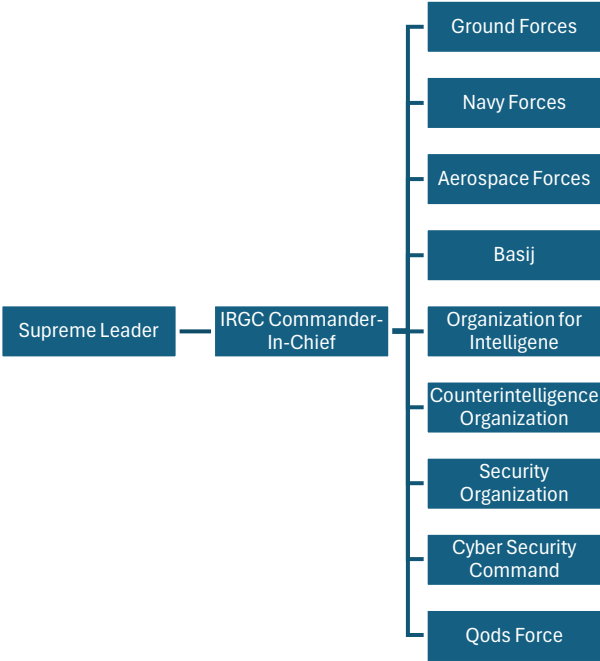 Ground Forces
Navy Forces
Aerospace Forces
Basij
Supreme Leader
IRGC Commander-
In-Chief
Organization for
Intelligene
Counterintelligence
Organization
Security
Organization
Cyber Security
Command
Qods Force